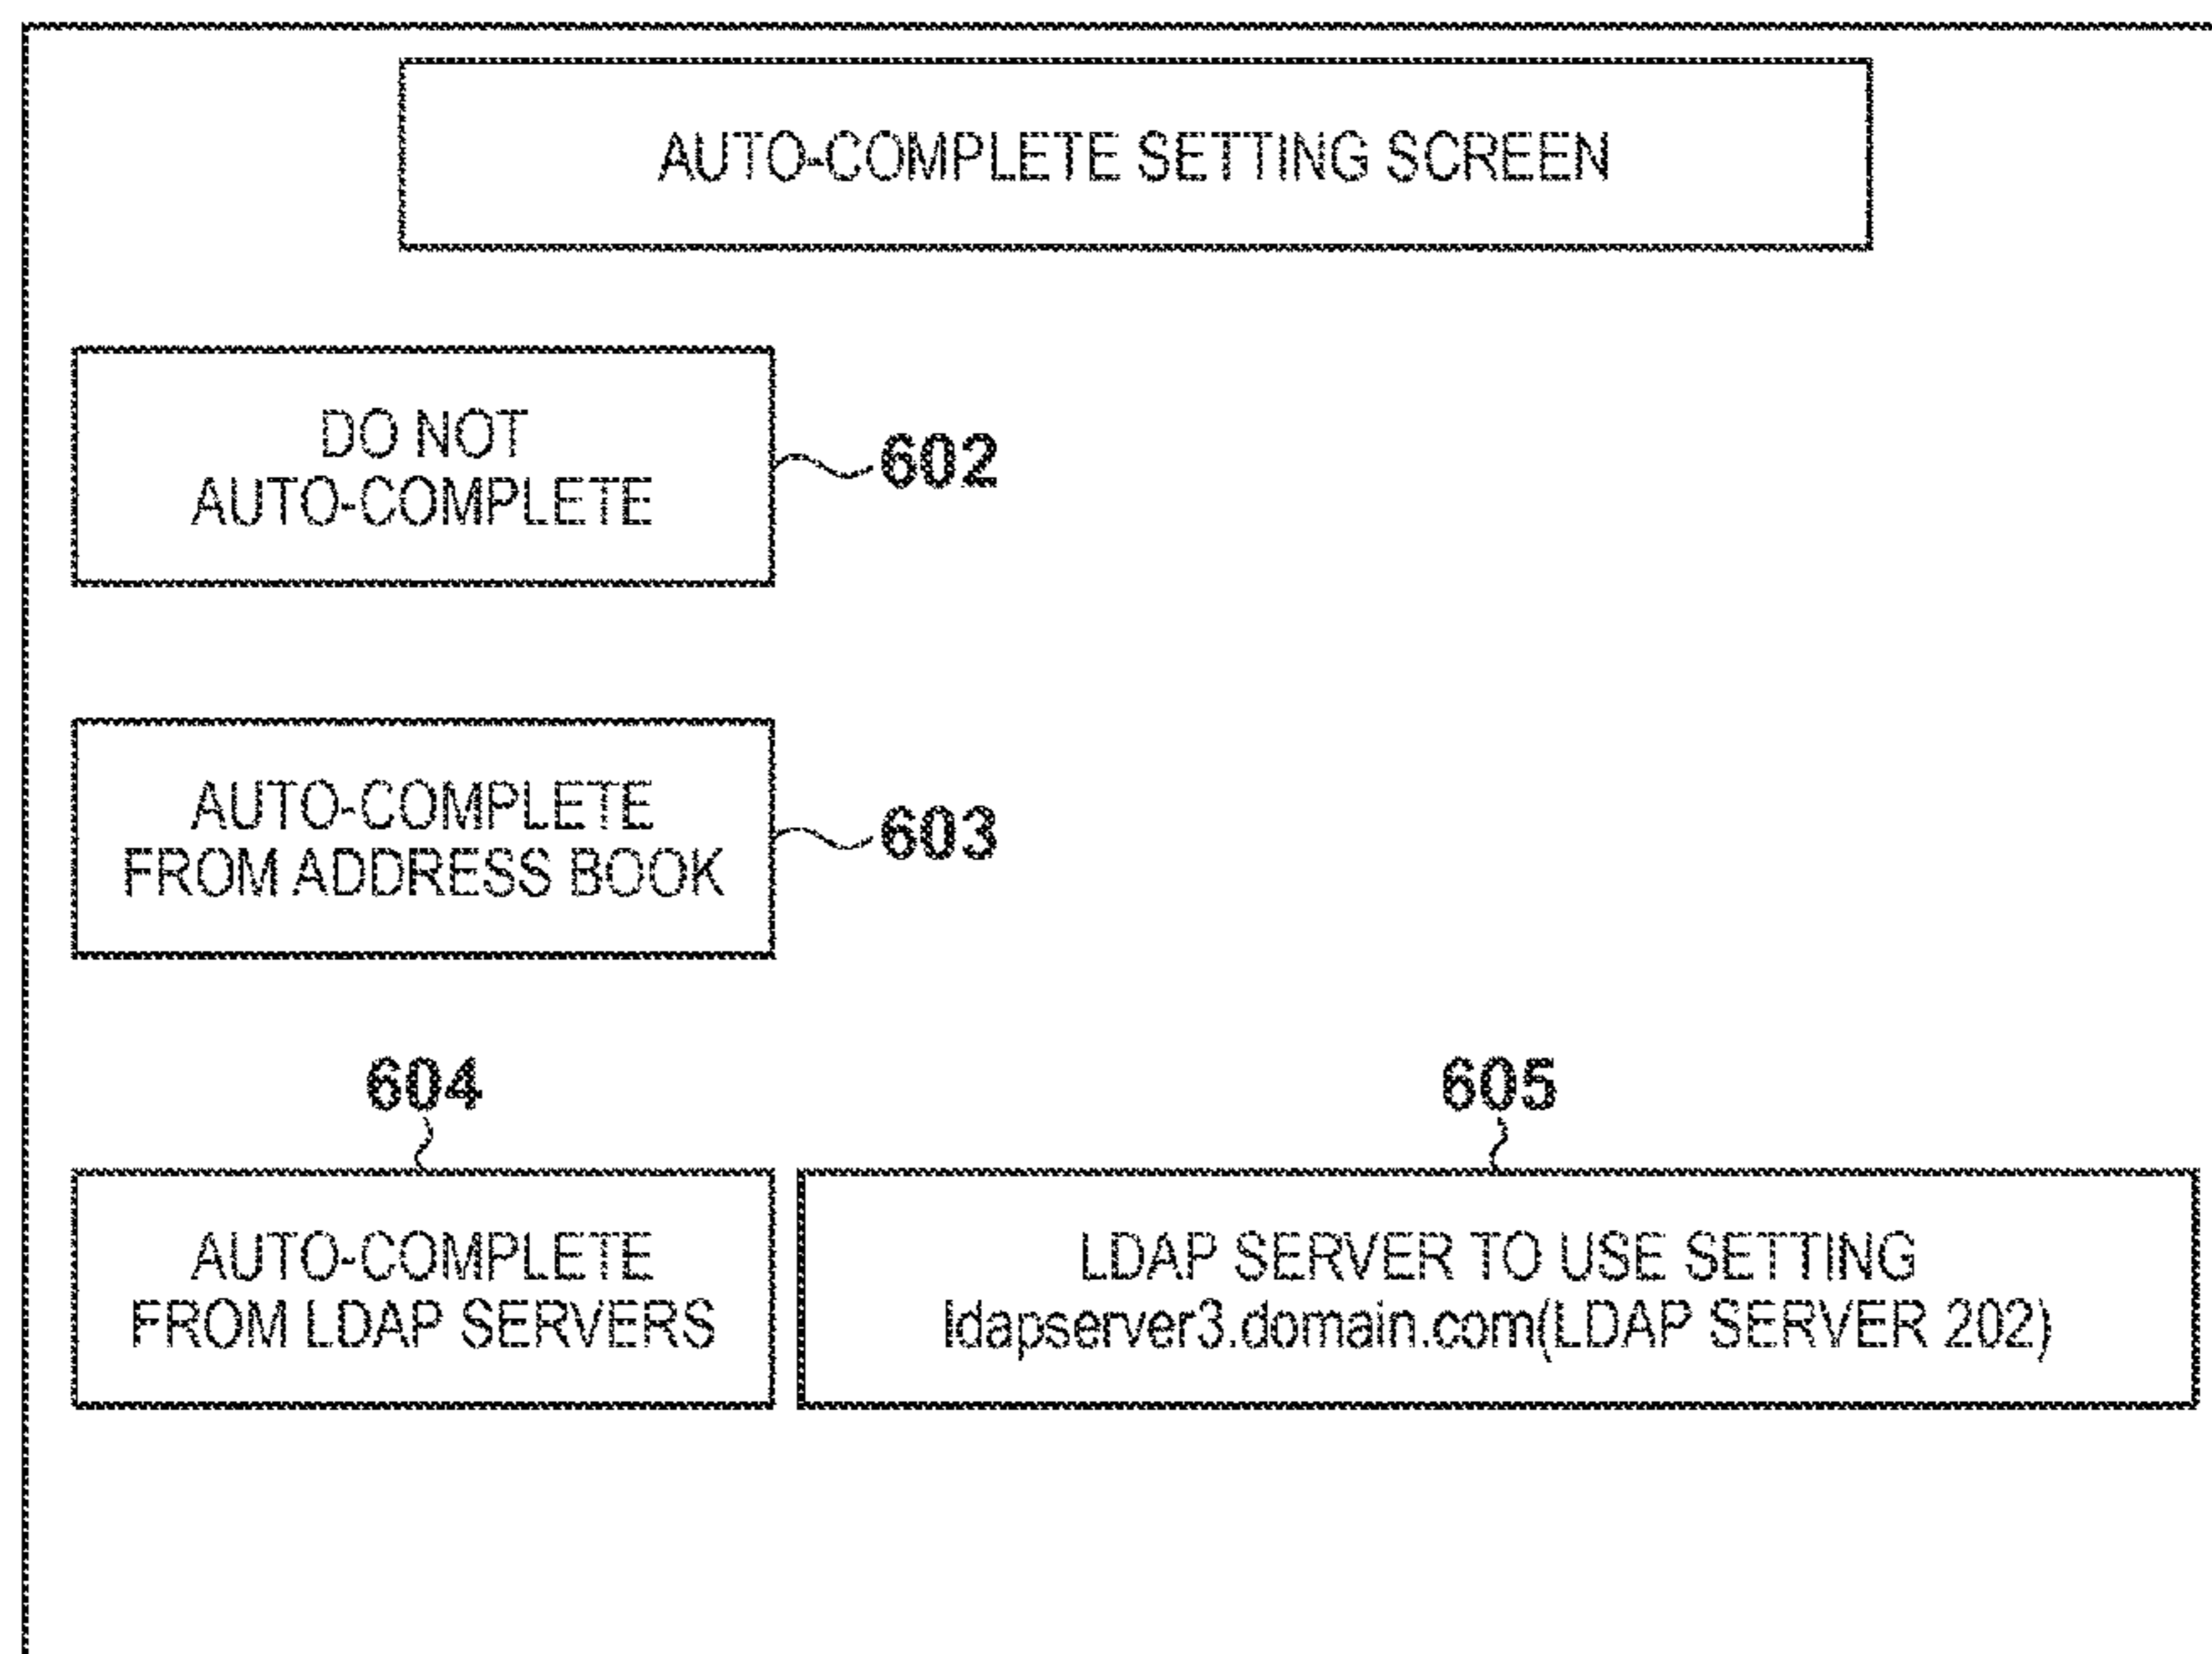 AUTO-COMPLETE SETTING SCREEN
DO NOT
AUTO-COMPLETE
602
AUTO-COMPLETE
FROM ADDRESS BOOK
603
604
605
AUTO-COMPLETE
FROM LDAP SERVERS
LDAP SERVER TO USE SETTING
ldapserver3.domain.com(LDAP SERVER 202)